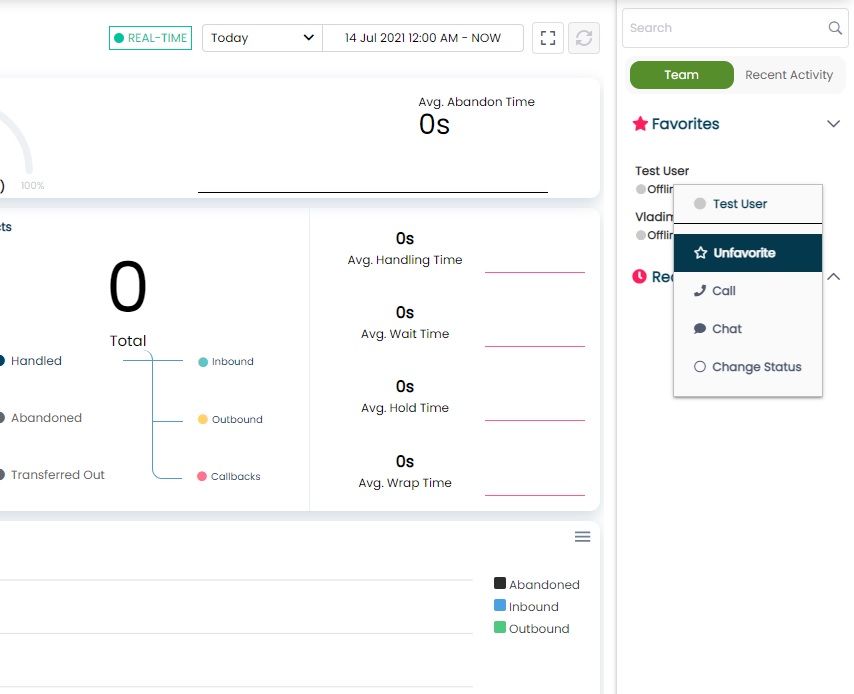 REAL-TIME
Today
14 Jul 2021 12:00 AM - NOW
Search
Team
Recent Activity
Favorites
Test User
Offlin
Vladim
Offlin
Rec
Test User
Unfavorite
Call
Chat
Change Status
Avg. Abandon Time
0s
)
100%
cts
0
Total
Handled
Abandoned
Transferred Out
Inbound
Outbound
Callbacks
0s
Avg. Handling Time
0s
Avg. Wait Time
0s
Avg. Hold Time
0s
Avg. Wrap Time
Abandoned
Inbound
Outbound